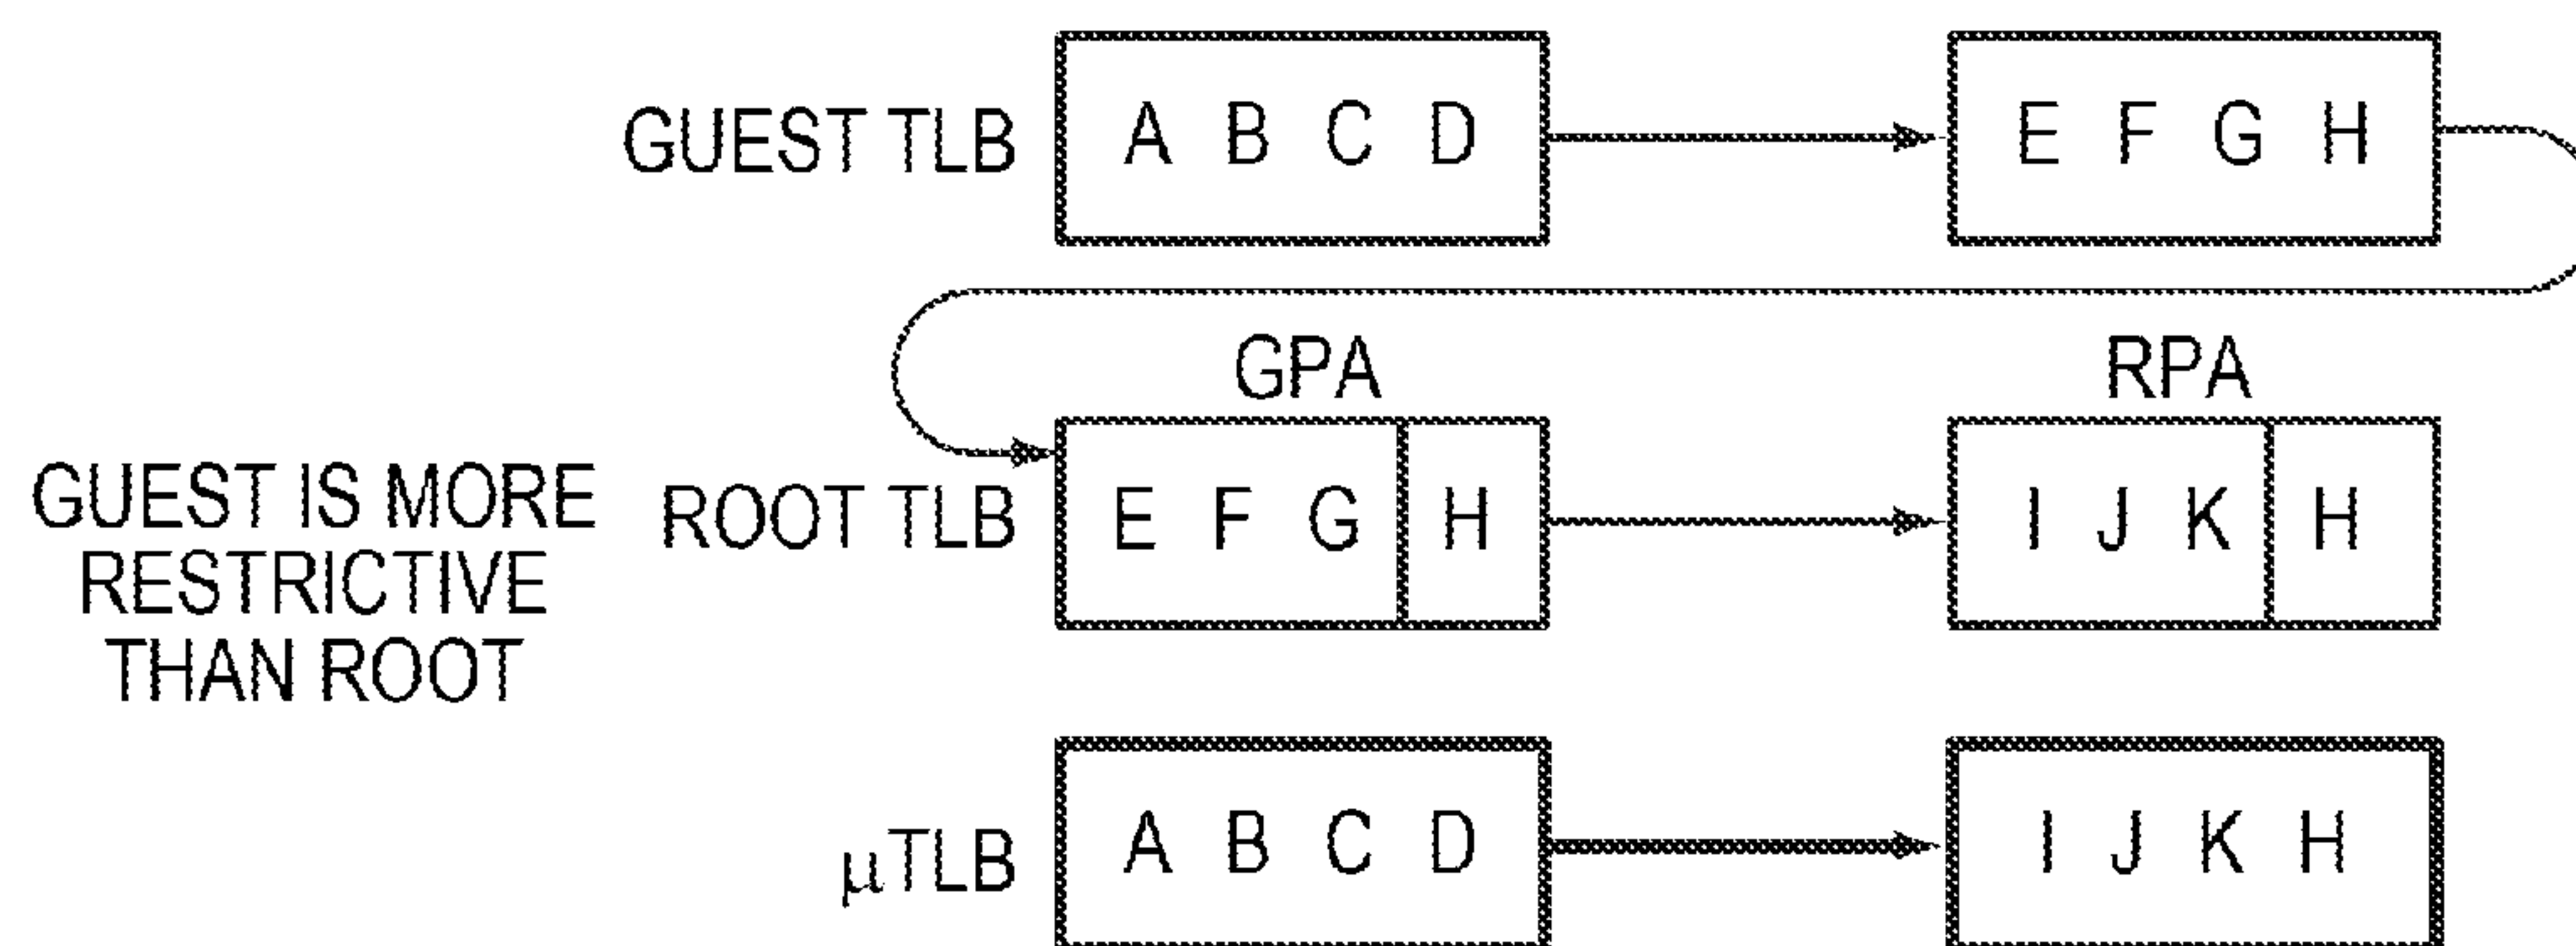 GUEST TLB A B C D E F G H
GPA RPA
GUEST IS MORE
RESTRICTIVE
THAN ROOT
ROOT TLB E F G H I J K H
μTLB A B C D I J K H